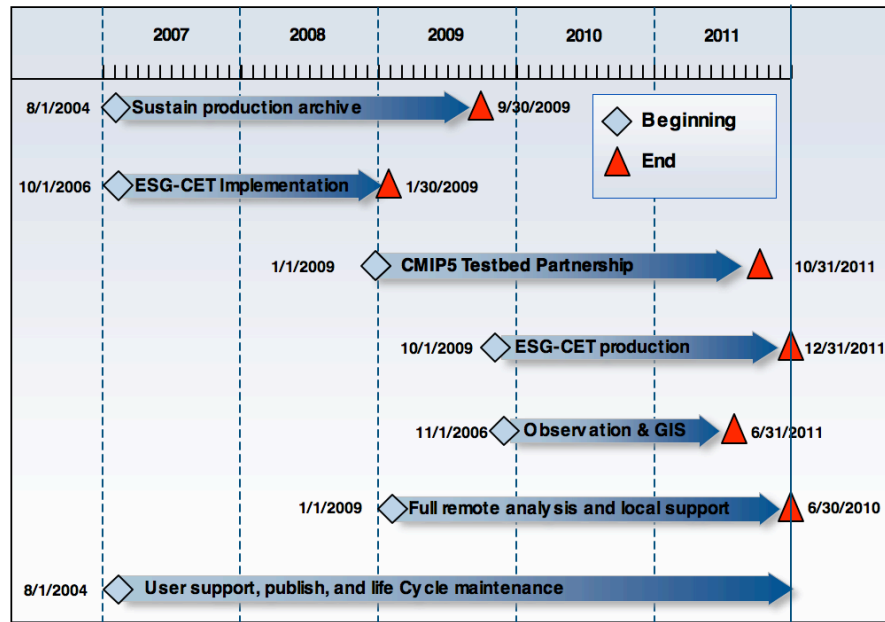 2007 2008 2009 2010 2011
8/1/2004 Sustain production archive 9/30/2009
Beginning
End
10/1/2006 ESG-CET Implementation 1/30/2009
1/1/2009 CMIP5 Testbed Partnership 10/31/2011
10/1/2009 ESG-CET production 12/31/2011
11/1/2006 Observation & GIS 6/31/2011
1/1/2009 Full remote analysis and local support 6/30/2010
8/1/2004 User support, publish, and life Cycle maintenance